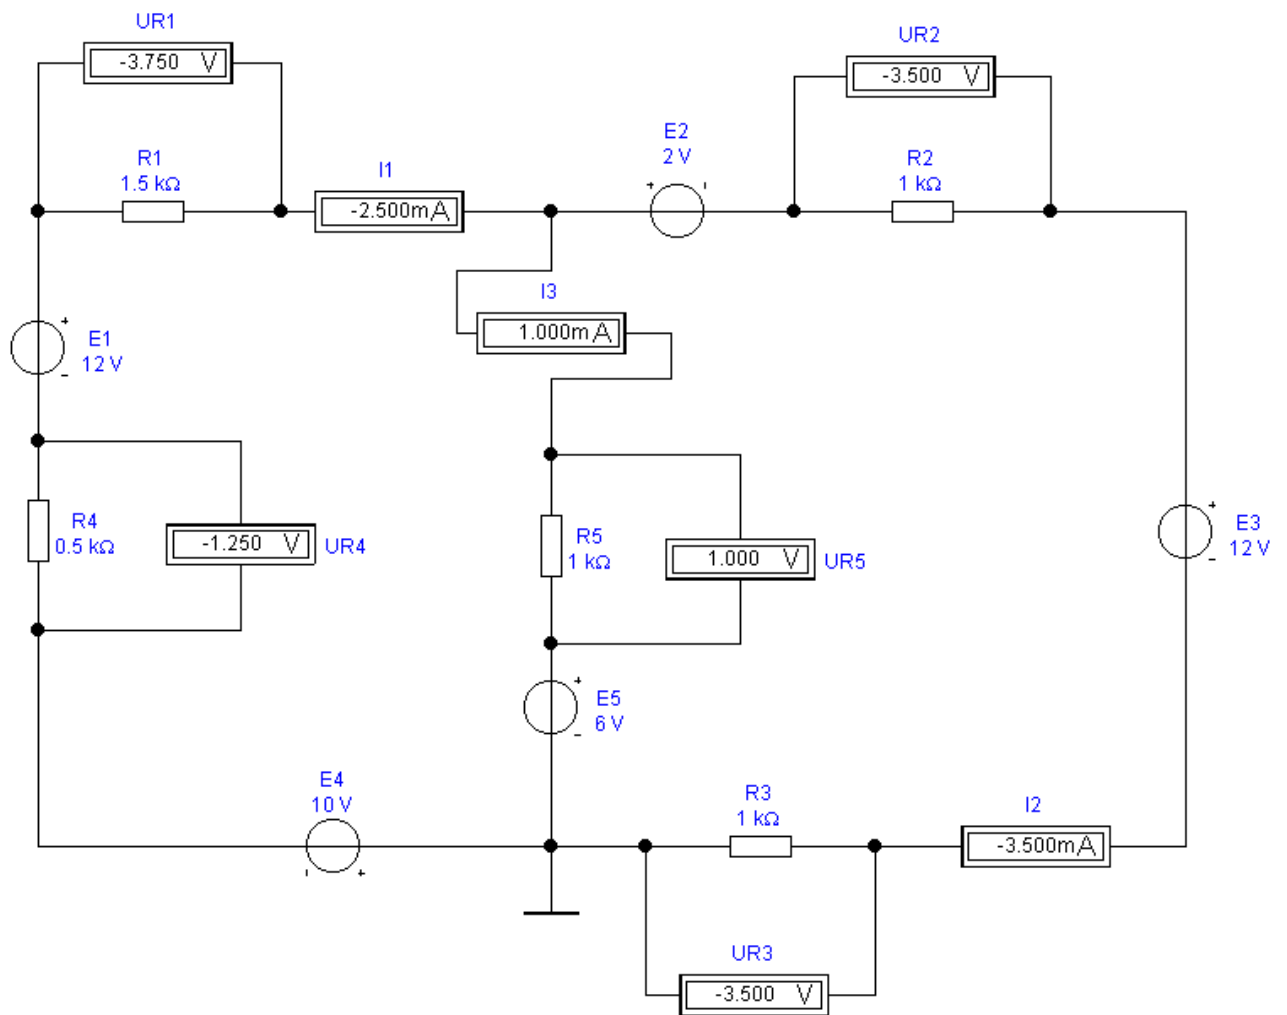 UR1
-3.750 V
UR2
-3.500 V
E2
2 V
R1
1.5 kΩ
I1
-2.500mA
R2
1 kΩ
I3
1.000mA
E1
12 V
R4
0.5 kΩ
-1.250 V
UR4
R5
1 kΩ
1.000 V
UR5
E3
12 V
E5
6 V
E4
10 V
R3
1 kΩ
I2
-3.500mA
UR3
-3.500 V